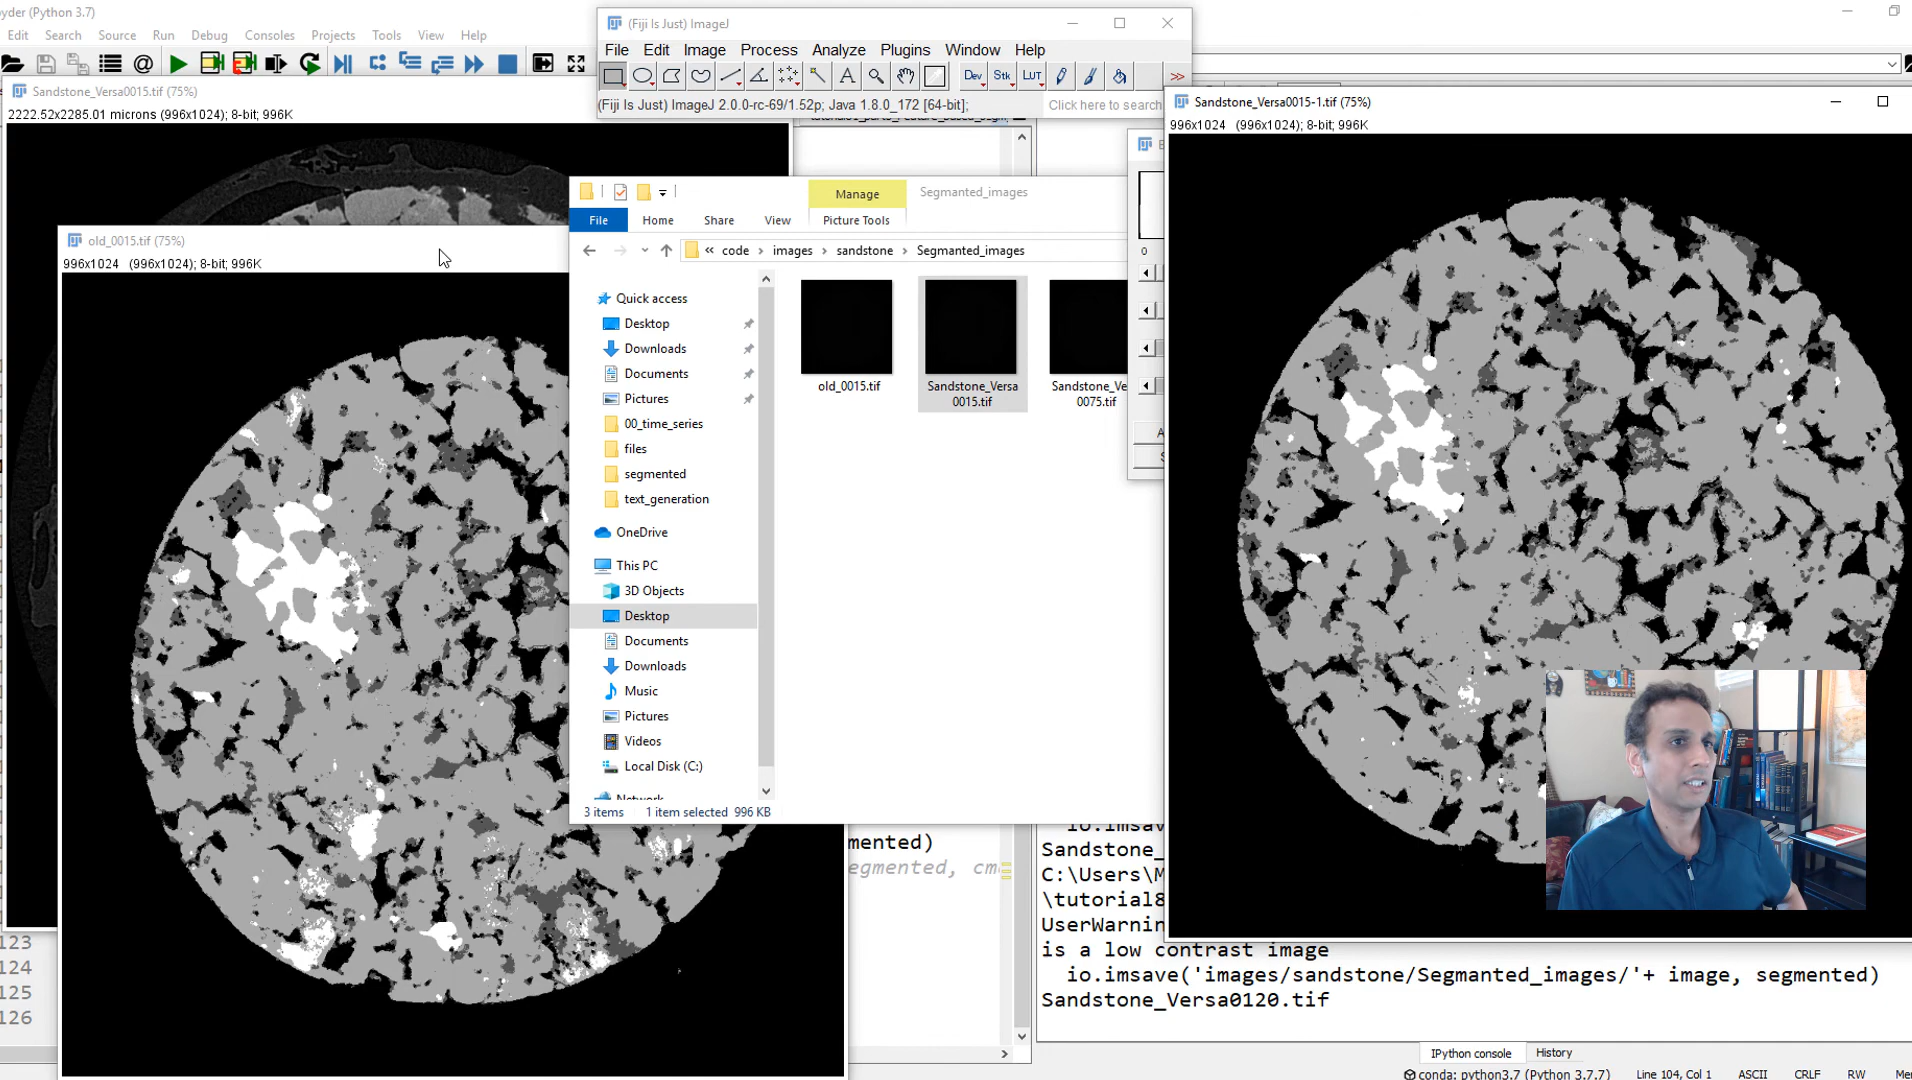 yder (Python 3.7)
Edit Search Source Run Debug Consoles Projects Tools View Help
(Fiji Is Just) ImageJ
File Edit Image Process Analyze Plugins Window Help
Dev Stk LUT
(Fiji Is Just) ImageJ 2.0.0-rc-69/1.52p; Java 1.8.0_172 [64-bit];
Click here to search
Sandstone_Versa0015.tif (75%)
2222.52x2285.01 microns (996x1024); 8-bit; 996K
Sandstone_Versa0015-1.tif (75%)
996x1024 (996x1024); 8-bit; 996K
old_0015.tif (75%)
996x1024 (996x1024); 8-bit; 996K
Manage
Segmanted_images
File Home Share View Picture Tools
« code › images › sandstone › Segmanted_images
0
Quick access
Desktop
Downloads
Documents
Pictures
00_time_series
files
segmented
text_generation
OneDrive
This PC
3D Objects
Desktop
Documents
Downloads
Music
Pictures
Videos
Local Disk (C:)
Network
old_0015.tif
Sandstone_Versa
0015.tif
Sandstone_Ve
0075.tif
3 items 1 item selected 996 KB
mented)
egmented, cm
123
124
125
126
io.imsav
Sandstone_
C:\Users\M
\tutorial8
UserWarnin
is a low contrast image
io.imsave('images/sandstone/Segmanted_images/'+ image, segmented)
Sandstone_Versa0120.tif
IPython console History
conda: python3.7 (Python 3.7.7) Line 104, Col 1 ASCII CRLF RW Me